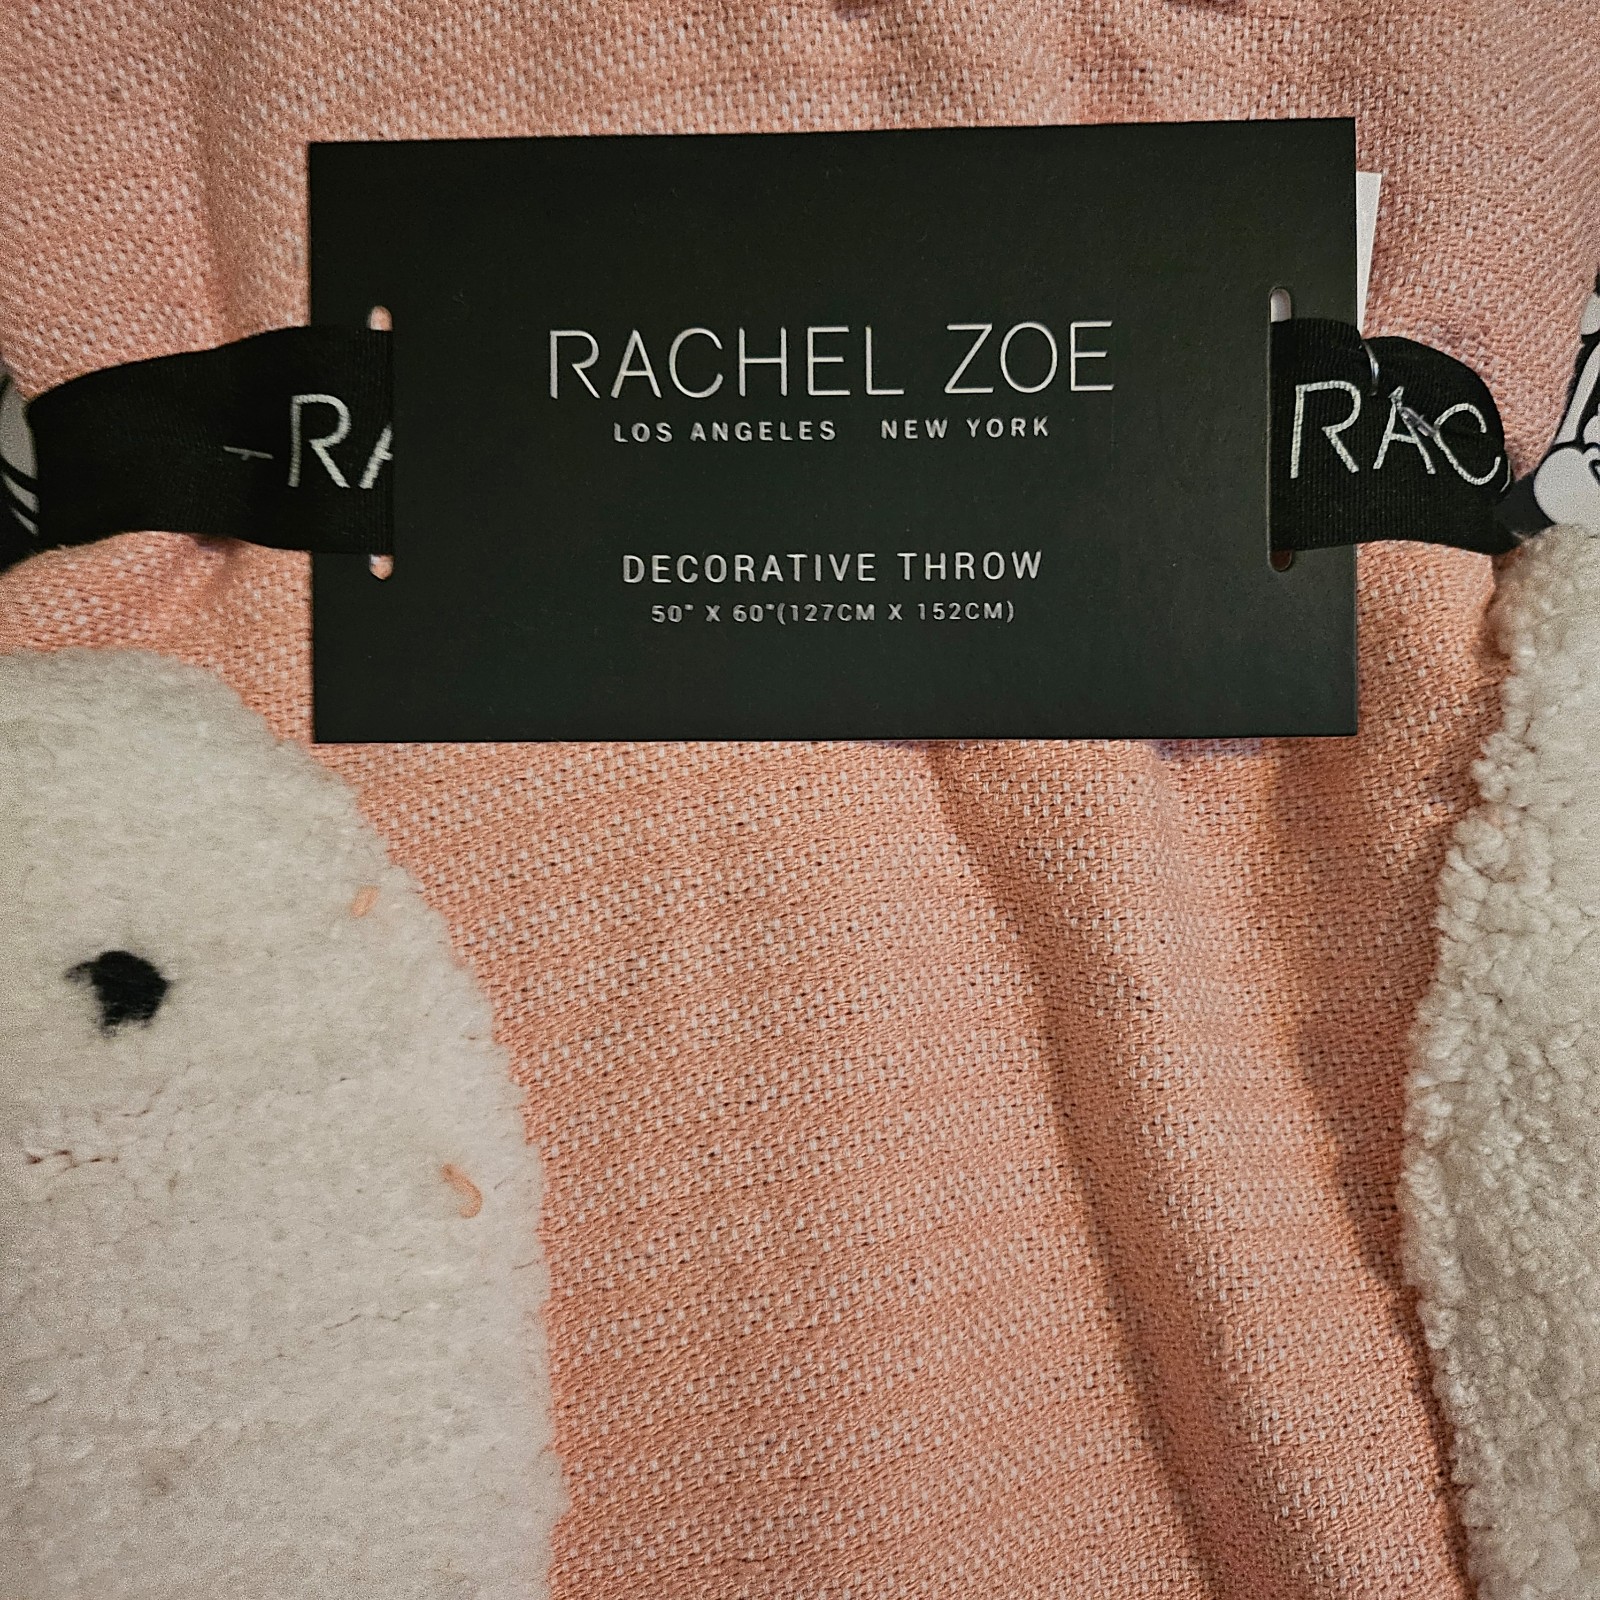 RACHEL ZOE
LOS ANGELES NEW YORK
RA
RAC
DECORATIVE THROW
50" X 60"(127CM X 152CM)